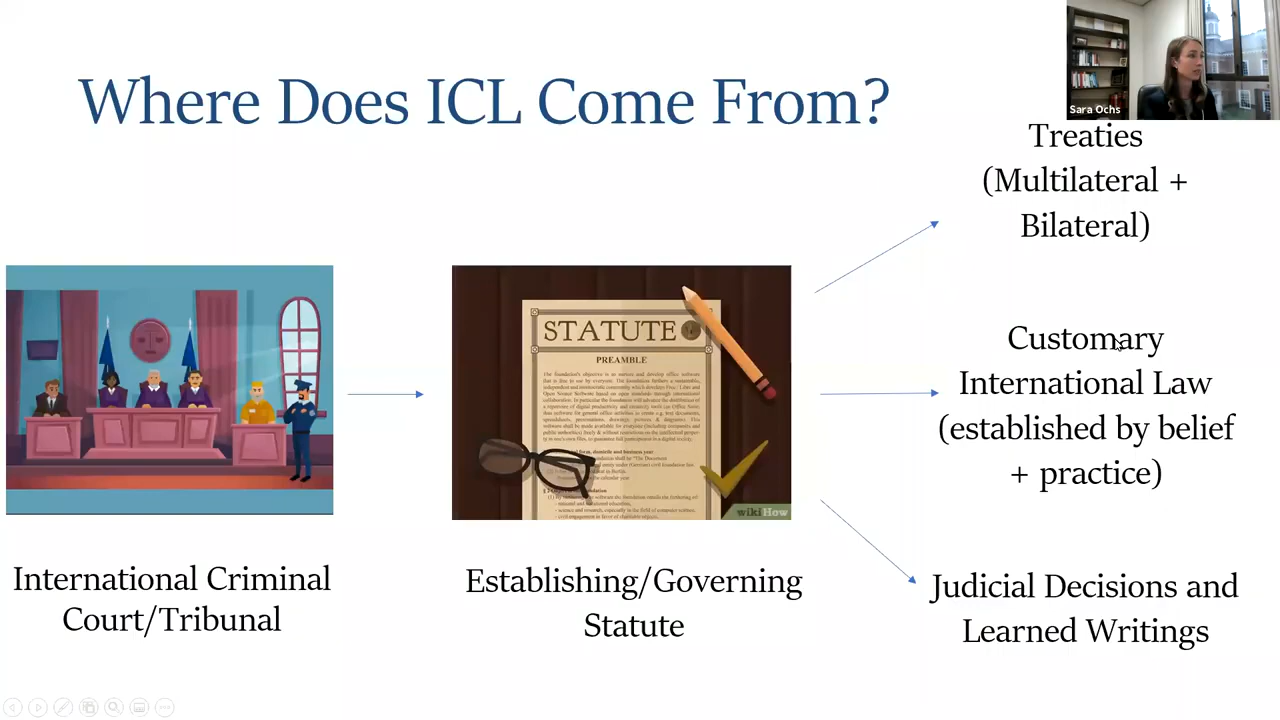 Where Does ICL Come From?
Sara Ochs
Treaties
(Multilateral +
Bilateral)
STATUTE
PREAMBLE
wikiHow
Customary
International Law
(established by belief
+ practice)
International Criminal
Court/Tribunal
Establishing/Governing
Statute
Judicial Decisions and
Learned Writings